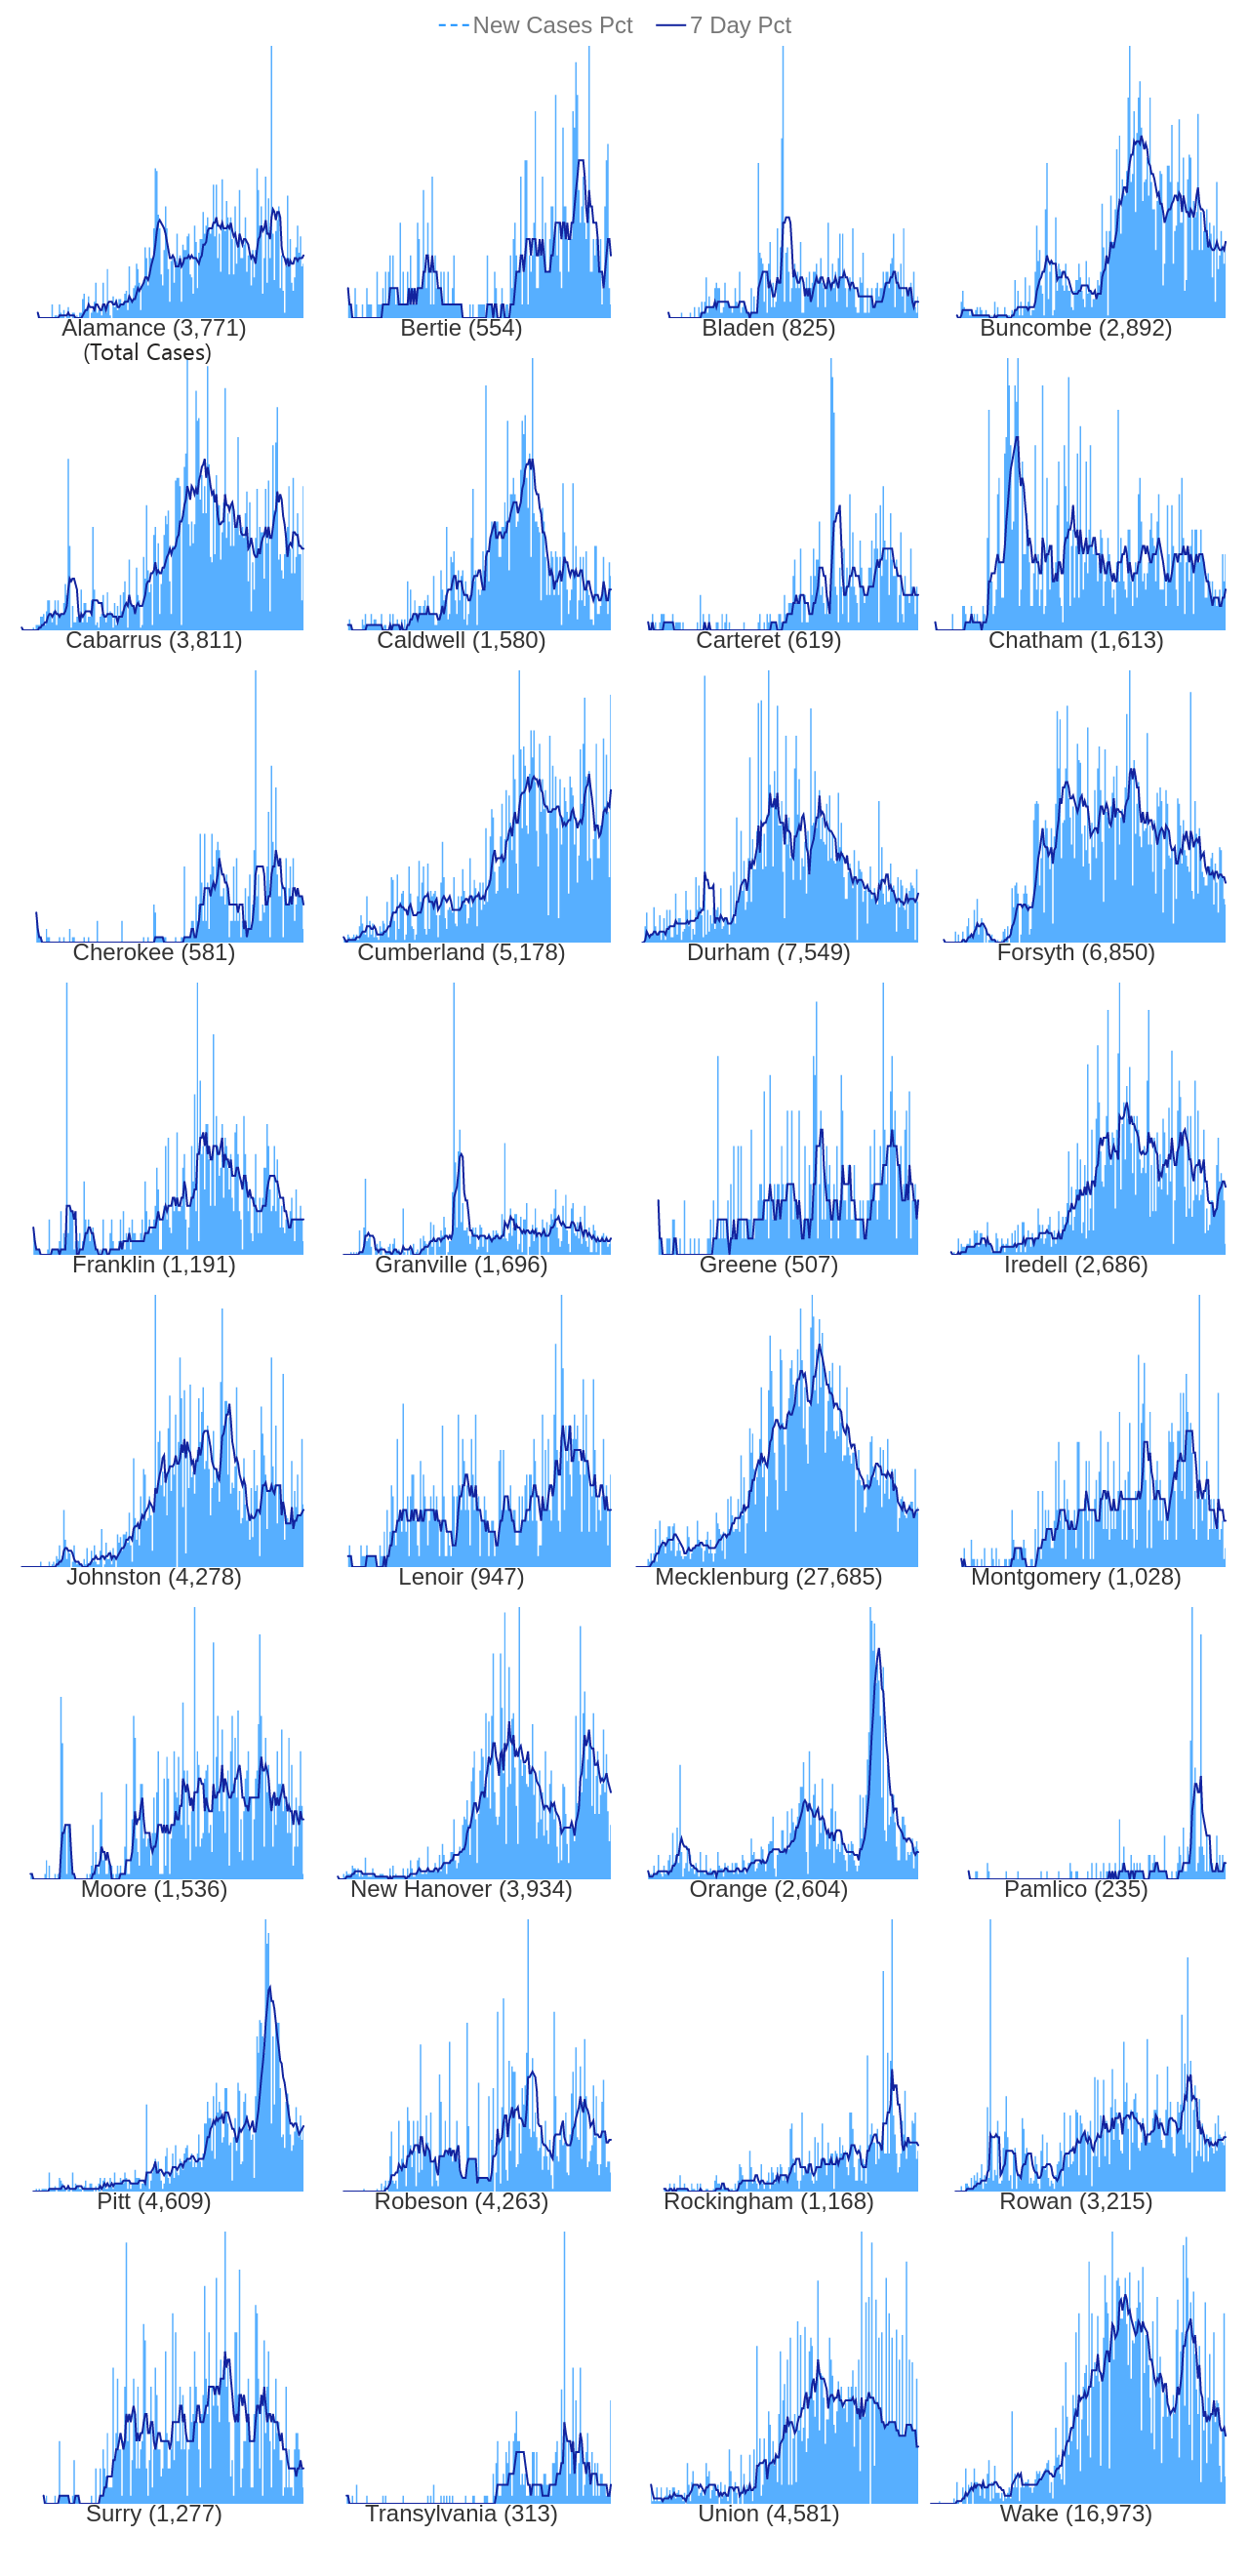 New Cases Pct 7 Day Pct
Alamance (3,771) Bertie (554) Bladen (825) Buncombe (2,892)
(Total Cases)
Cabarrus (3,811) Caldwell (1,580) Carteret (619) Chatham (1,613)
Cherokee (581) Cumberland (5,178) Durham (7,549) Forsyth (6,850)
Franklin (1,191) Granville (1,696) Greene (507) Iredell (2,686)
Johnston (4,278) Lenoir (947) Mecklenburg (27,685) Montgomery (1,028)
Moore (1,536) New Hanover (3,934) Orange (2,604) Pamlico (235)
Pitt (4,609) Robeson (4,263) Rockingham (1,168) Rowan (3,215)
Surry (1,277) Transylvania (313) Union (4,581) Wake (16,973)